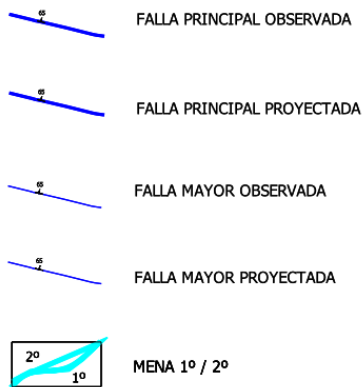 65
FALLA PRINCIPAL OBSERVADA
65
FALLA PRINCIPAL PROYECTADA
65
FALLA MAYOR OBSERVADA
65
FALLA MAYOR PROYECTADA
2º
1º
MENA 1º / 2º